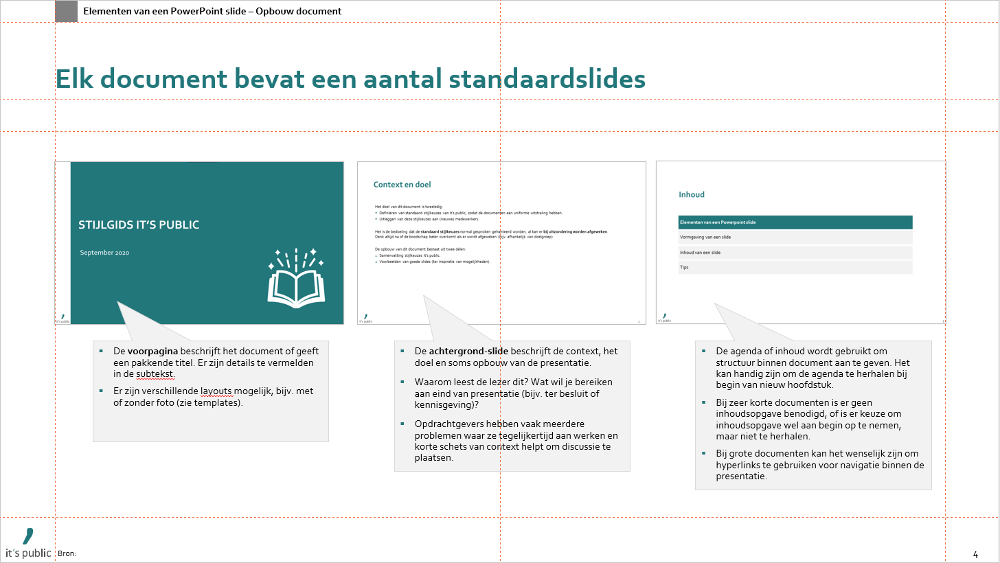 Elementen van een PowerPoint slide – Opbouw document
Elk document bevat een aantal standaardslides
STIJLGIDS IT'S PUBLIC
September 2020
it's public
Context en doel
Het doel van dit document is tweeledig:
Definiëren van standaard stijlkeuzes van it's public, zodat de documenten een uniforme uitstraling hebben.
Uitleggen van deze stijlkeuzes aan (nieuwe) medewerkers.
Het is de bedoeling dat de standaard stijlkeuzes normaal gesproken gehanteerd worden, al kan er bij uitzondering worden afgeweken.
Denk altijd na of de boodschap beter overkomt als er wordt afgeweken (bijv. afhankelijk van doelgroep)
De opbouw van dit document bestaat uit twee delen:
1. Samenvatting stijlkeuzes it's public.
2. Voorbeelden van goede slides (ter inspiratie van mogelijkheden).
it's public
Inhoud
Elementen van een Powerpoint slide
Vormgeving van een slide
Inhoud van een slide
Tips
it's public
▪ De voorpagina beschrijft het document of geeft
een pakkende titel. Er zijn details te vermelden
in de subtekst.
▪ Er zijn verschillende layouts mogelijk, bijv. met
of zonder foto (zie templates).
▪ De achtergrond-slide beschrijft de context, het
doel en soms opbouw van de presentatie.
▪ Waarom leest de lezer dit? Wat wil je bereiken
aan eind van presentatie (bijv. ter besluit of
kennisgeving)?
▪ Opdrachtgevers hebben vaak meerdere
problemen waar ze tegelijkertijd aan werken en
korte schets van context helpt om discussie te
plaatsen.
▪ De agenda of inhoud wordt gebruikt om
structuur binnen document aan te geven. Het
kan handig zijn om de agenda te herhalen bij
begin van nieuw hoofdstuk.
▪ Bij zeer korte documenten is er geen
inhoudsopgave benodigd, of is er keuze om
inhoudsopgave wel aan begin op te nemen,
maar niet te herhalen.
▪ Bij grote documenten kan het wenselijk zijn om
hyperlinks te gebruiken voor navigatie binnen de
presentatie.
it's public
Bron:
4